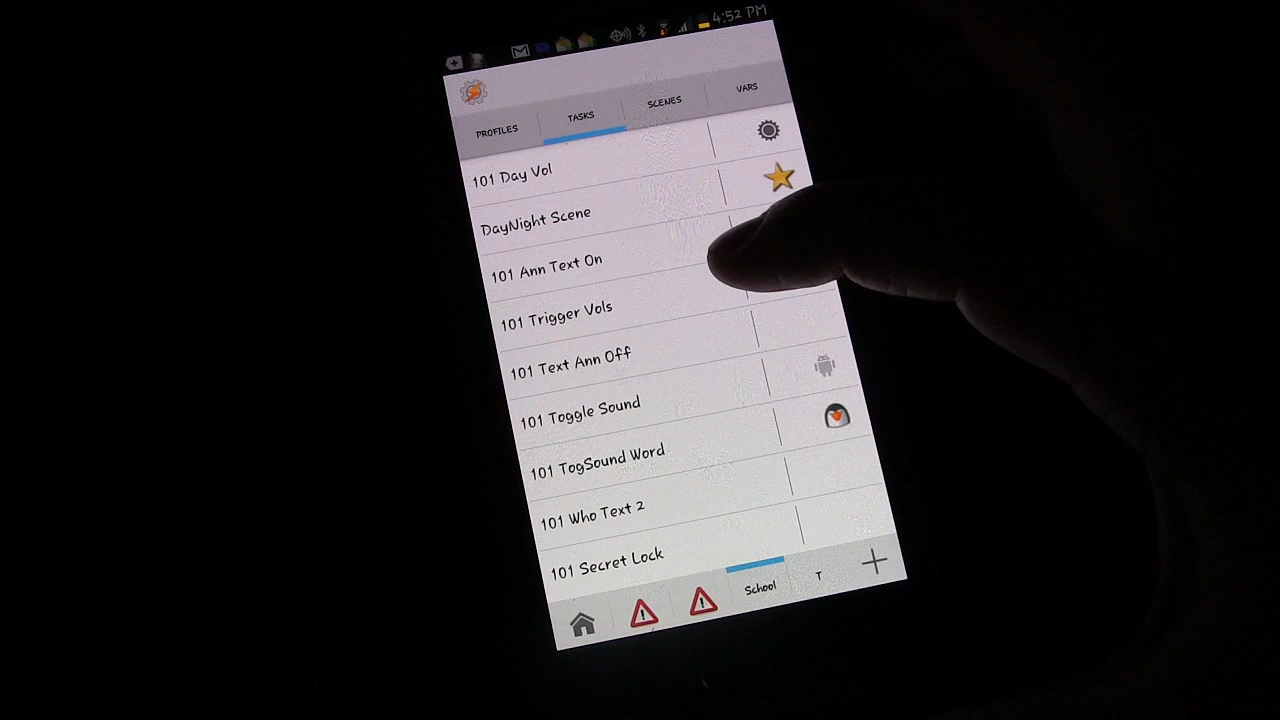 4:52 PM
PROFILES TASKS SCENES VARS
101 Day Vol
DayNight Scene
101 Ann Text On
101 Trigger Vols
101 Text Ann Off
101 Toggle Sound
101 TogSound Word
101 Who Text 2
101 Secret Lock
School T